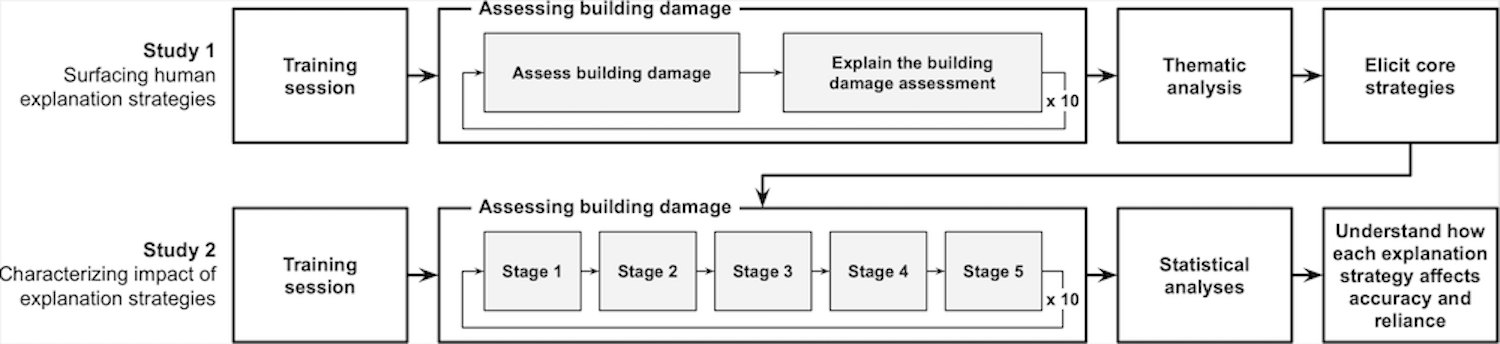 Assessing building damage
Study 1
Surfacing human
explanation strategies
Training
session
Assess building damage
Explain the building
damage assessment
x 10
Thematic
analysis
Elicit core
strategies
Assessing building damage
Study 2
Characterizing impact of
explanation strategies
Training
session
Stage 1
Stage 2
Stage 3
Stage 4
Stage 5
x 10
Statistical
analyses
Understand how
each explanation
strategy affects
accuracy and
reliance